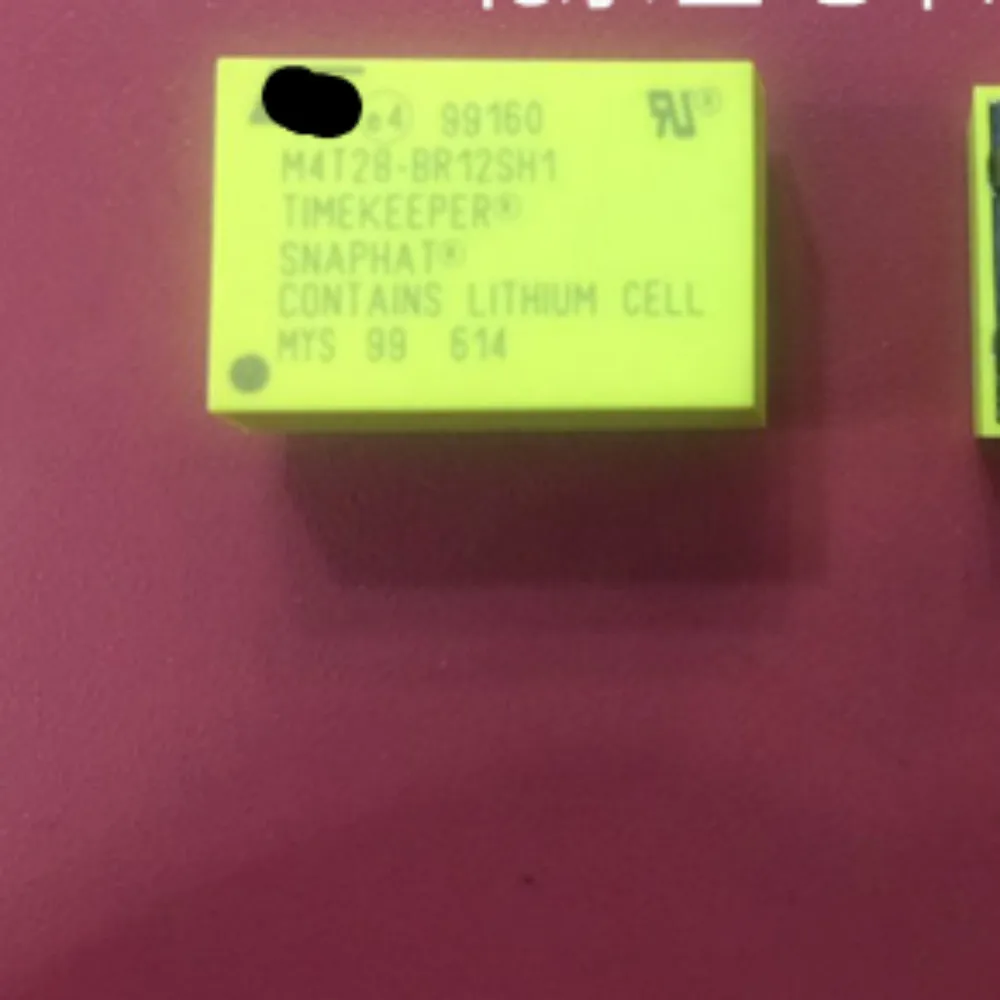 e4 99160
M4T28-BR12SH1
TIMEKEEPER®
SNAPHAT®
CONTAINS LITHIUM CELL
MYS 99 614